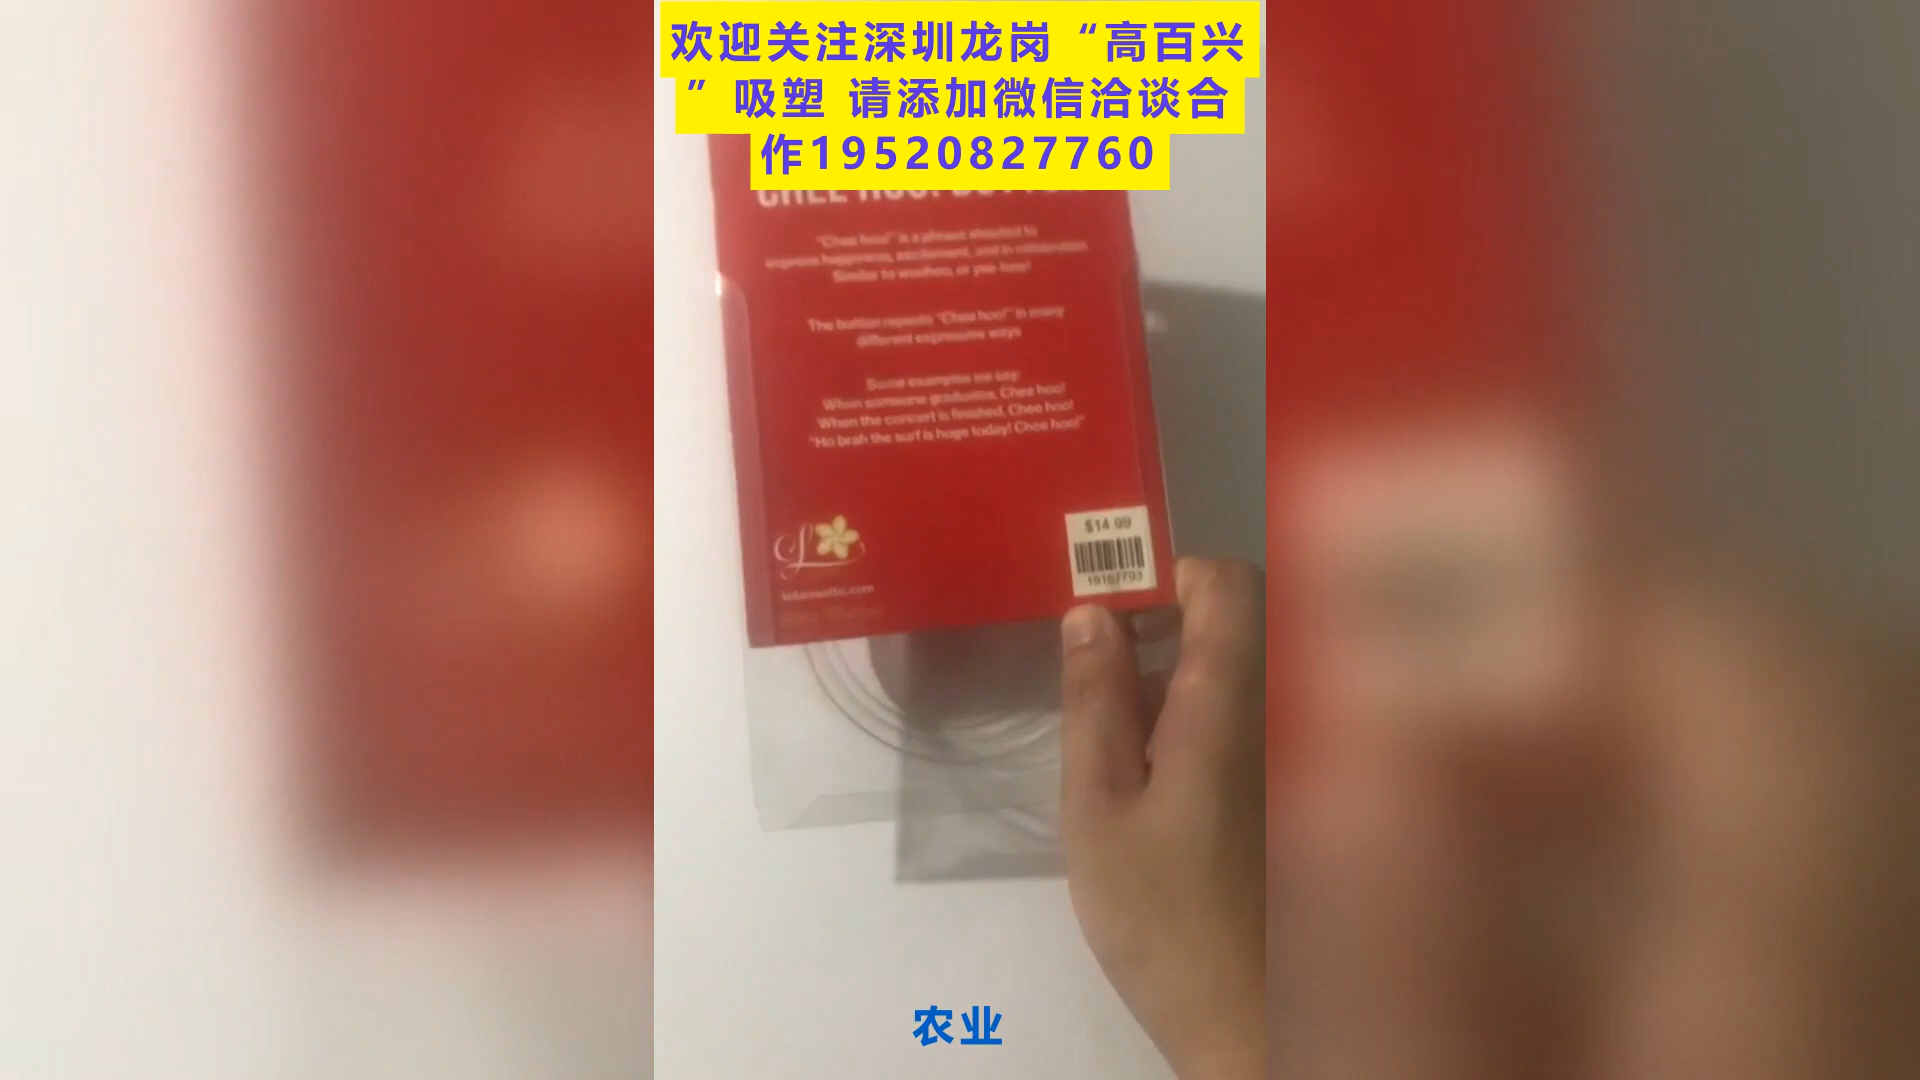 欢迎关注深圳龙岗“高百兴
”吸塑 请添加微信洽谈合
作19520827760
"Chee hoo!" is a phrase shouted to
express happiness, excitement, and in celebration.
Similar to woohoo, or yee-haw!
The button repeats "Chee hoo!" in many
different expressive ways
Some examples we say:
When someone graduates, Chee hoo!
When the concert is finished, Chee hoo!
"Ho brah the surf is huge today! Chee hoo!"
$14.99
19167793
农业